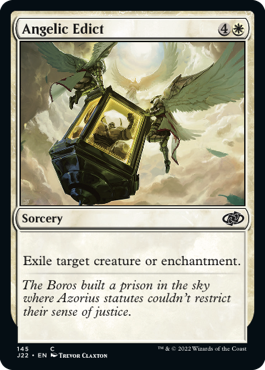 Angelic Edict 4
Sorcery
Exile target creature or enchantment.
The Boros built a prison in the sky
where Azorius statutes couldn't restrict
their sense of justice.
145 C
J22 • EN TREVOR CLAXTON ™ & © 2022 Wizards of the Coast